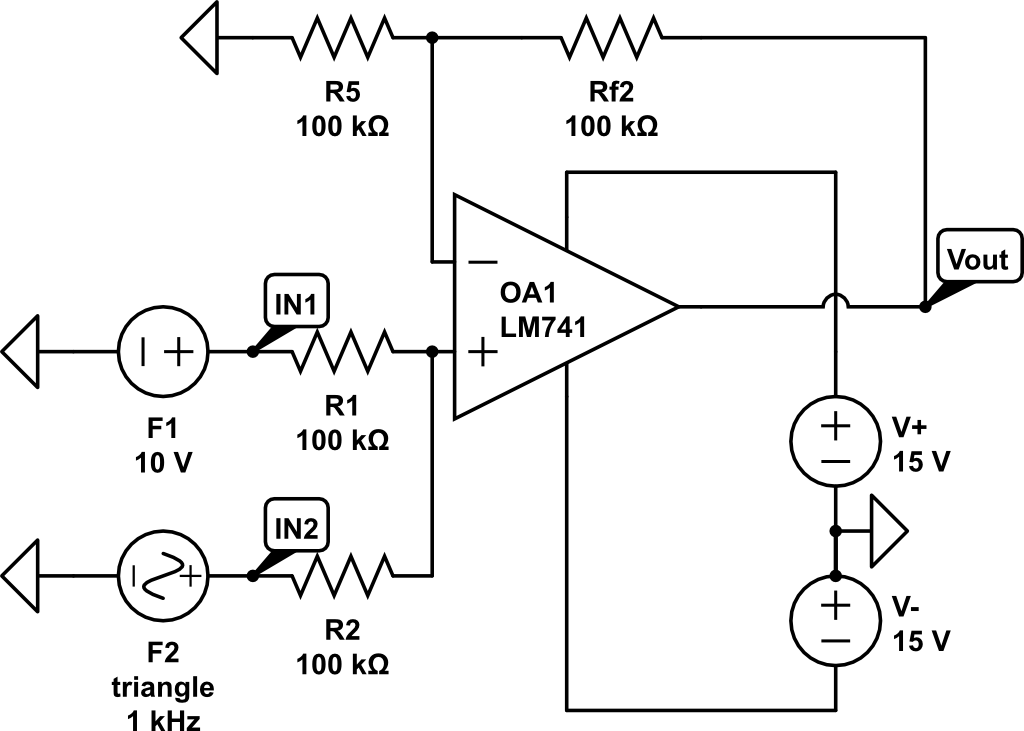 R5
100 kΩ
Rf2
100 kΩ
Vout
OA1
LM741
IN1
F1
10 V
R1
100 kΩ
V+
15 V
IN2
F2
triangle
1 kHz
R2
100 kΩ
V-
15 V